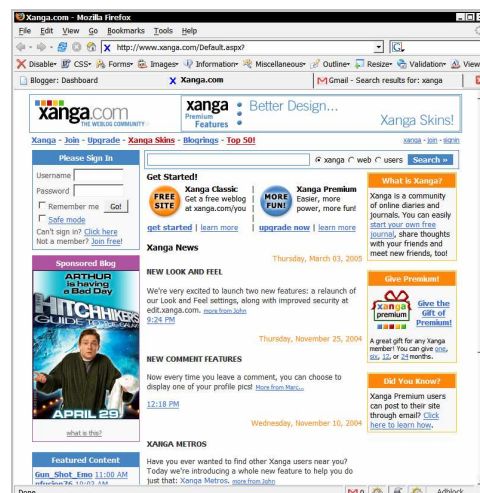 Xanga.com - Mozilla Firefox
File Edit View Go Bookmarks Tools Help
http://www.xanga.com/Default.aspx?
Disable CSS Forms Images Information Miscellaneous Outline Resize Validation View
Blogger: Dashboard
Xanga.com
Gmail - Search results for: xanga
xanga.com
THE WEBLOG COMMUNITY
xanga
Premium
Features
Better Design...
Xanga Skins!
Xanga - Join - Upgrade - Xanga Skins - Blogrings - Top 50!
xanga - join - signin
Please Sign In
Username
Password
Remember me Go!
Safe mode
Can't sign in? Click here
Not a member? Join free!
xanga web users Search »
Get Started!
FREE SITE
Xanga Classic
Get a free weblog
at xanga.com/you
get started | learn more
MORE FUN!
Xanga Premium
Easier, more
power, more fun!
upgrade now | learn more
Xanga News
Thursday, March 03, 2005
NEW LOOK AND FEEL
We're very excited to launch two new features: a relaunch of
our Look and Feel settings, along with improved security at
edit.xanga.com. more from John
9:24 PM
Thursday, November 25, 2004
NEW COMMENT FEATURES
Now every time you leave a comment, you can choose to
display one of your profile pics! More from Marc...
12:18 PM
Wednesday, November 10, 2004
XANGA METROS
Have you ever wanted to find other Xanga users near you?
Today we're introducing a whole new feature to help you do
just that: Xanga Metros. more from John
What is Xanga?
Xanga is a community
of online diaries and
journals. You can easily
start your own free
journal, share thoughts
with your friends and
meet new friends, too!
Give Premium!
xanga
premium
Give the
Gift of
Premium!
A great gift for any Xanga
member! You can give one,
six, 12, or 24 months.
Did You Know?
Xanga Premium users
can post to their site
through email? Click
here to learn how.
Sponsored Blog
ARTHUR
is having
a Bad Day
HITCHHIKERS
GUIDE TO THE GALAXY
APRIL 29
what is this?
Featured Content
Gun_Shot_Emo 11:00 AM
nfusion76 10:02 AM
Done
Adblock